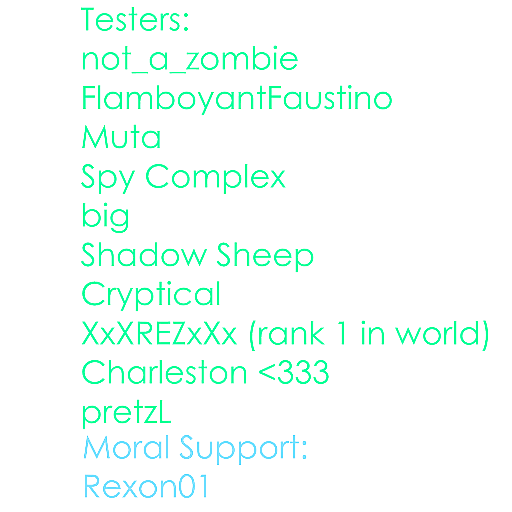 Testers:
not_a_zombie
FlamboyantFaustino
Muta
Spy Complex
big
Shadow Sheep
Cryptical
XxXREZxXx (rank 1 in world)
Charleston <333
pretzL
Moral Support:
Rexon01